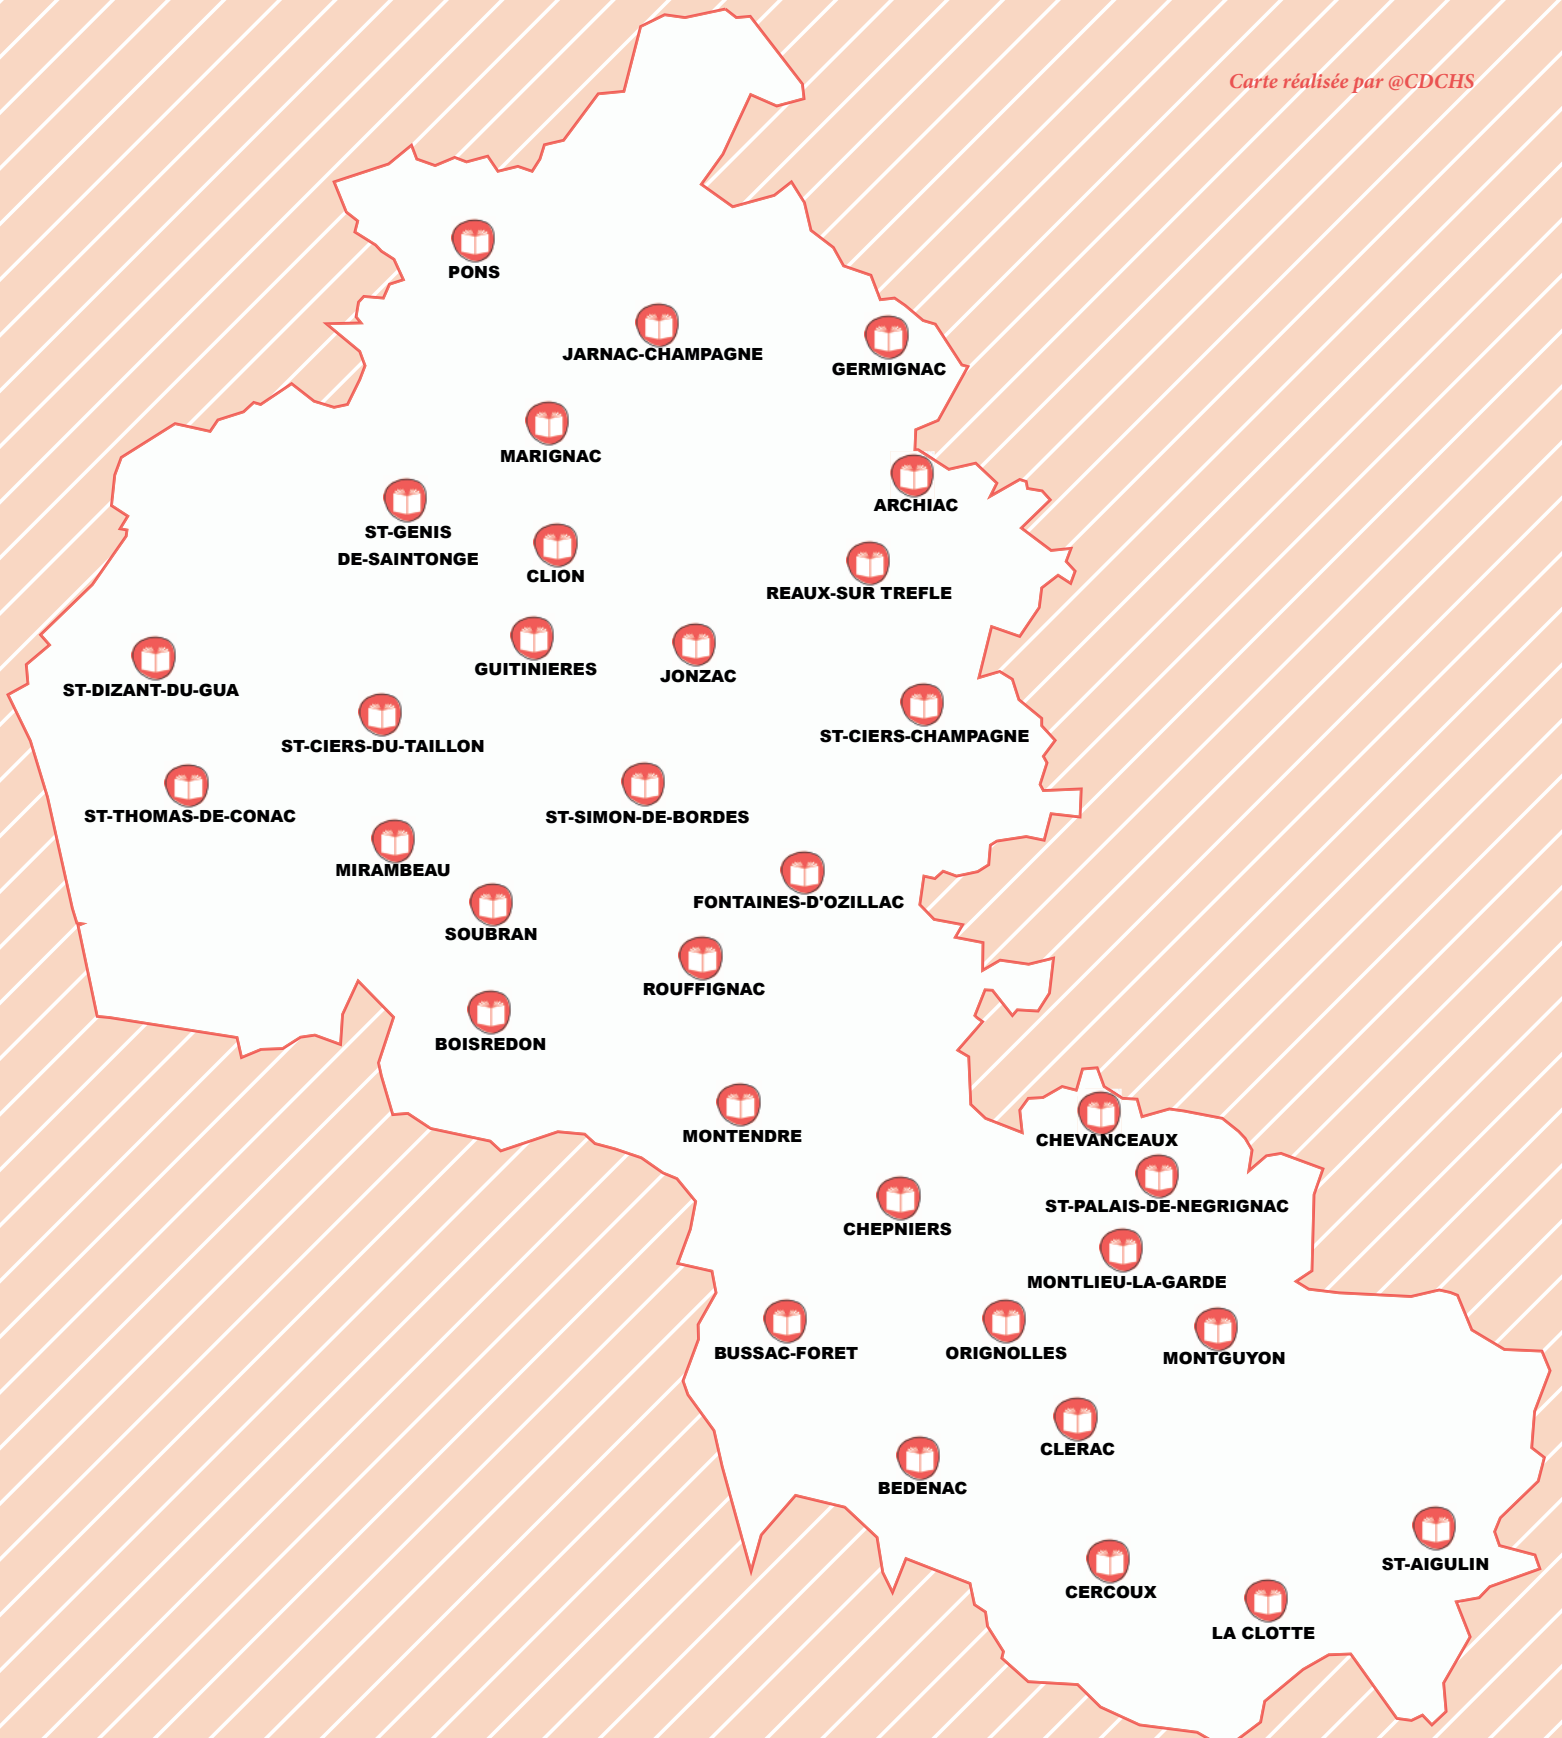 Carte réalisée par @CDCHS
PONS
JARNAC-CHAMPAGNE
GERMIGNAC
MARIGNAC
ARCHIAC
ST-GENIS
DE-SAINTONGE
CLION
REAUX-SUR TREFLE
GUITINIERES
JONZAC
ST-DIZANT-DU-GUA
ST-CIERS-CHAMPAGNE
ST-CIERS-DU-TAILLON
ST-THOMAS-DE-CONAC
ST-SIMON-DE-BORDES
MIRAMBEAU
FONTAINES-D'OZILLAC
SOUBRAN
ROUFFIGNAC
BOISREDON
MONTENDRE
CHEVANCEAUX
ST-PALAIS-DE-NEGRIGNAC
CHEPNIERS
MONTLIEU-LA-GARDE
BUSSAC-FORET
ORIGNOLLES
MONTGUYON
CLERAC
BEDENAC
ST-AIGULIN
CERCOUX
LA CLOTTE